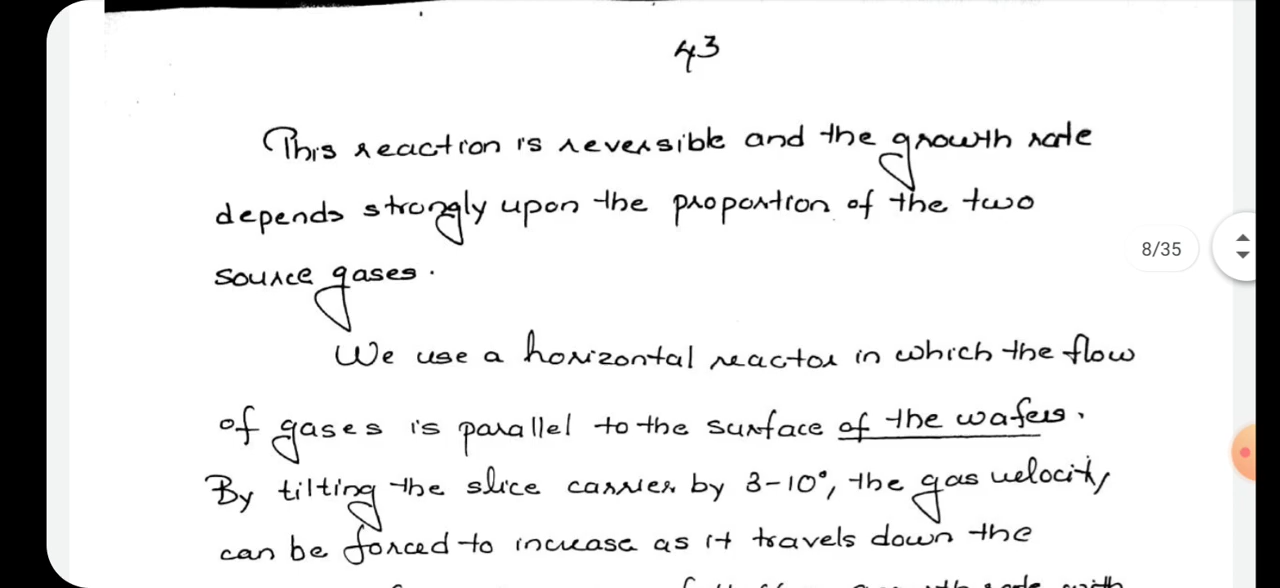 43
This reaction is reversible and the growth rate
depends strongly upon the proportion of the two
source gases.
8/35
We use a horizontal reactor in which the flow
of gases is parallel to the surface of the wafers.
By tilting the slice carrier by 3-10°, the gas velocity
can be forced to increase as it travels down the